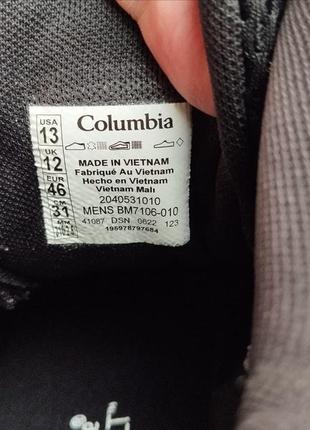 USA 13
UK 12
EUR 46
CM 31
Columbia
MADE IN VIETNAM
Fabriqué Au Vietnam
Hecho en Vietnam
Vietnam Malı
2040531010
MENS BM7106-010
41087 DSN 0622 123
195978797684